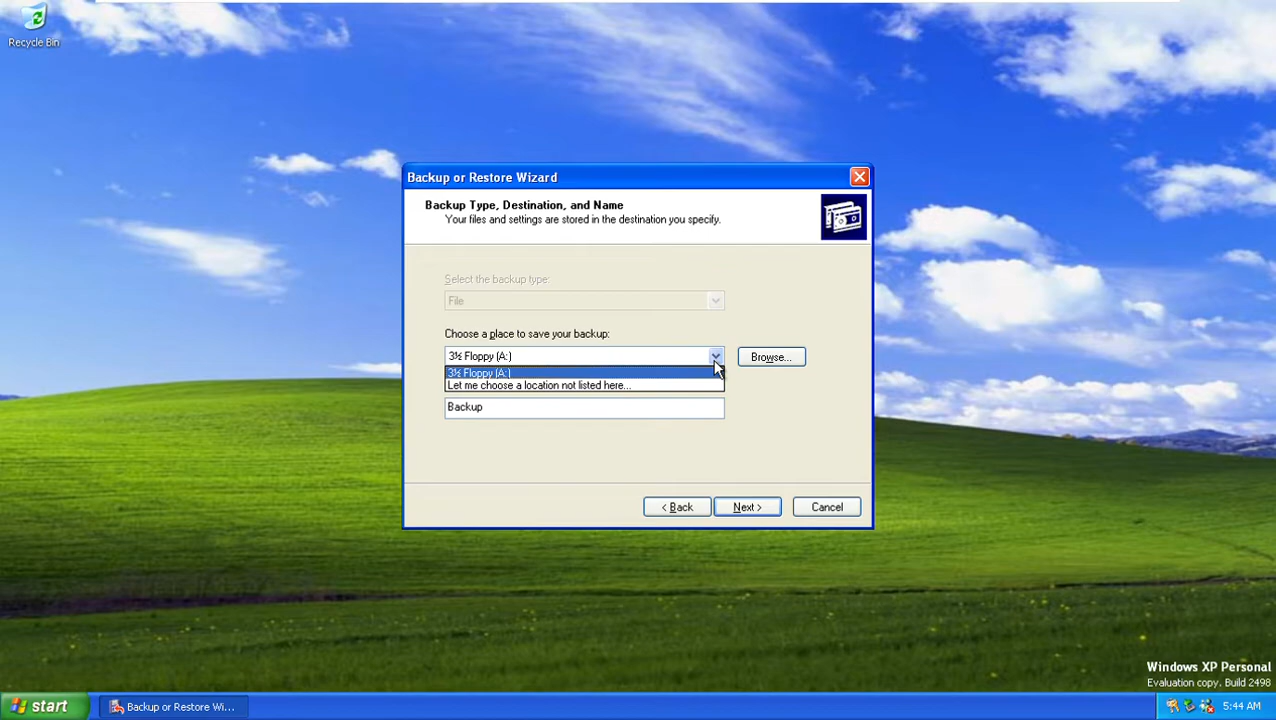 Recycle Bin
Backup or Restore Wizard
Backup Type, Destination, and Name
Your files and settings are stored in the destination you specify.
Select the backup type:
File
Choose a place to save your backup:
3½ Floppy (A:)
Browse...
3½ Floppy (A:)
Let me choose a location not listed here...
Backup
< Back
Next >
Cancel
Windows XP Personal
Evaluation copy. Build 2498
start
Backup or Restore Wi...
5:44 AM